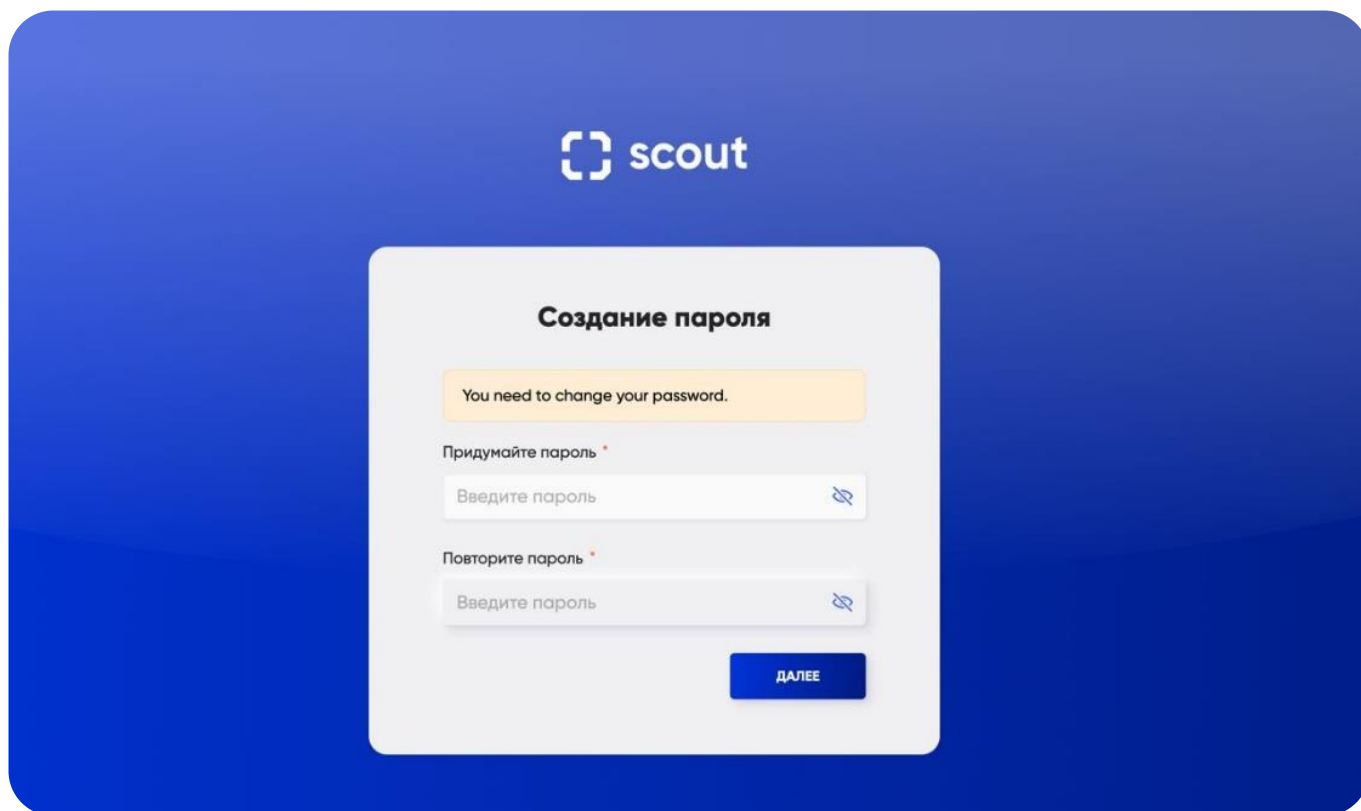 scout
Создание пароля
You need to change your password.
Придумайте пароль *
Введите пароль
Повторите пароль *
Введите пароль
ДАЛЕЕ